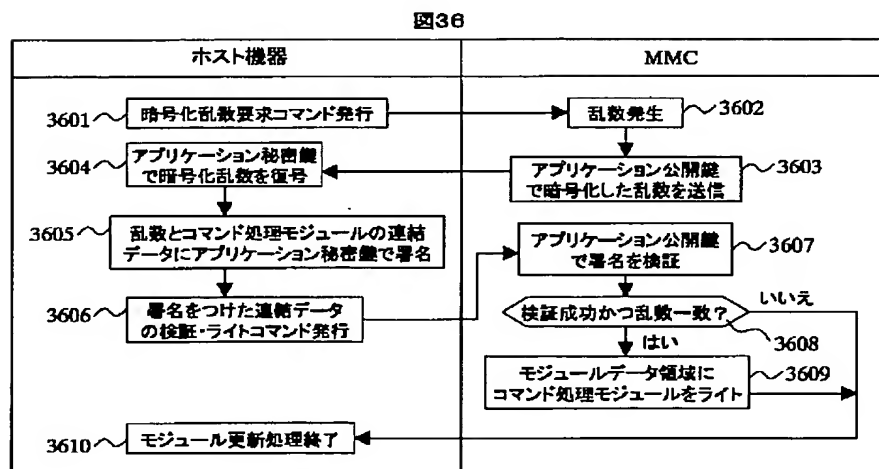 図36
ホスト機器
MMC
3601
暗号化乱数要求コマンド発行
乱数発生
3602
3604
アプリケーション秘密鍵
で暗号化乱数を復号
アプリケーション公開鍵
で暗号化した乱数を送信
3603
3605
乱数とコマンド処理モジュールの連結
データにアプリケーション秘密鍵で署名
アプリケーション公開鍵
で署名を検証
3607
3606
署名をつけた連結データ
の検証・ライトコマンド発行
検証成功かつ乱数一致?
いいえ
3608
はい
モジュールデータ領域に
コマンド処理モジュールをライト
3609
3610
モジュール更新処理終了